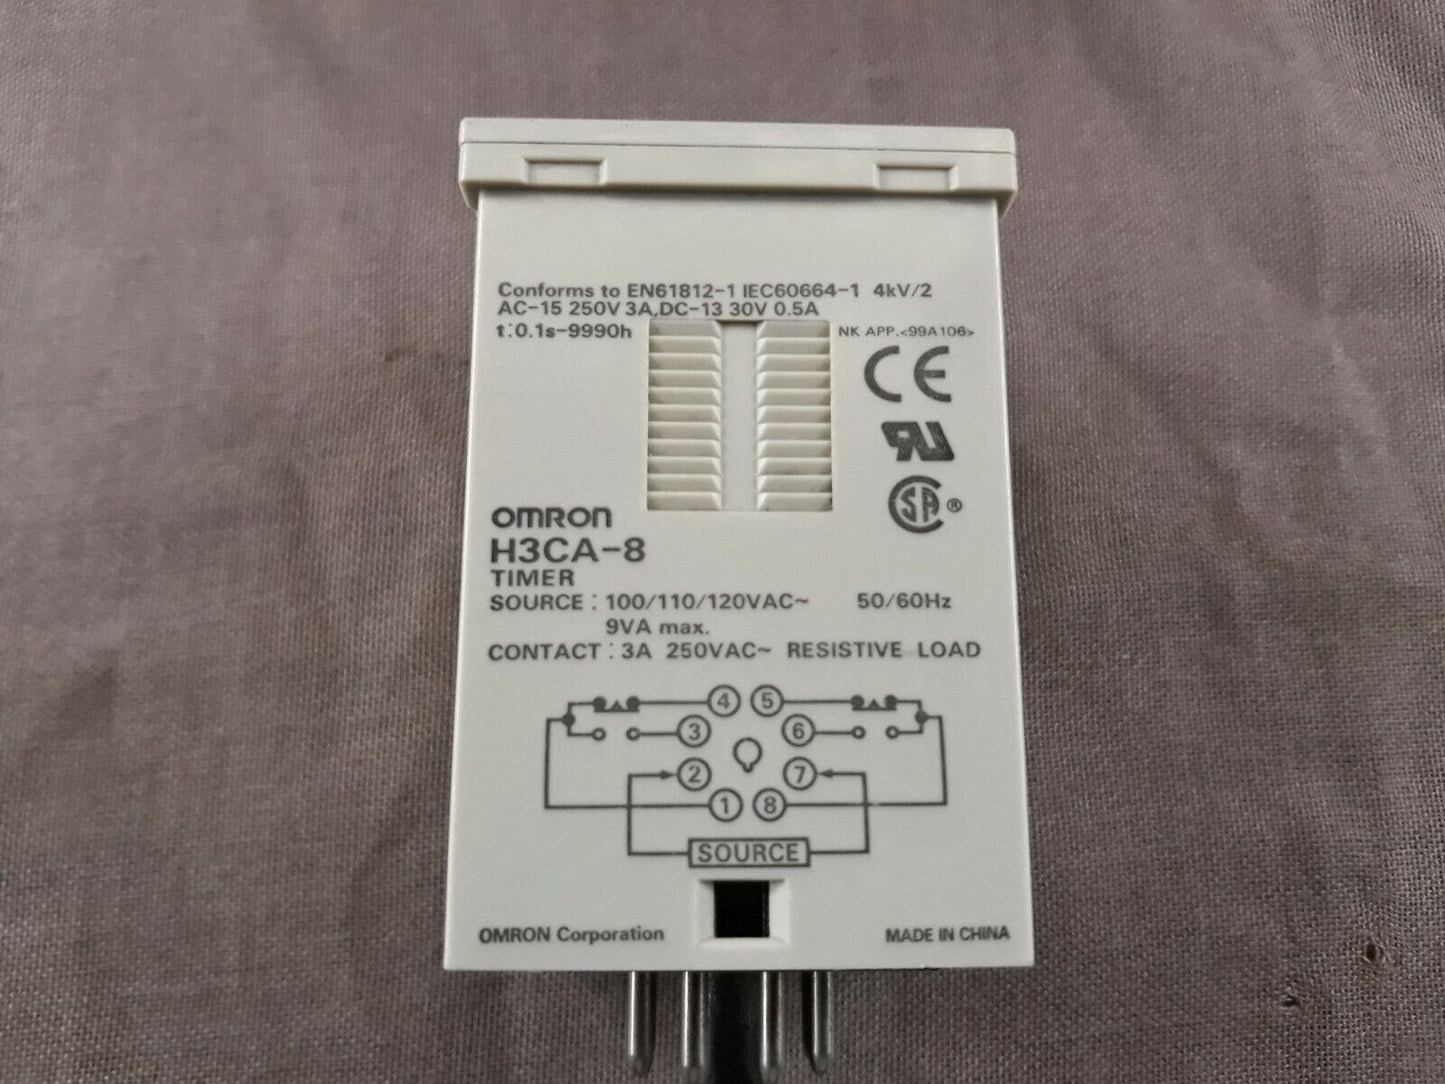 Conforms to EN61812-1 IEC60664-1 4kV/2
AC-15 250V 3A,DC-13 30V 0.5A
t:0.1s-9990h
NK APP.<99A106>
CE
RU
SA®
OMRON
H3CA-8
TIMER
SOURCE : 100/110/120VAC~ 50/60Hz
9VA max.
CONTACT : 3A 250VAC~ RESISTIVE LOAD
4 5
3 6
2 7
1 8
SOURCE
OMRON Corporation MADE IN CHINA